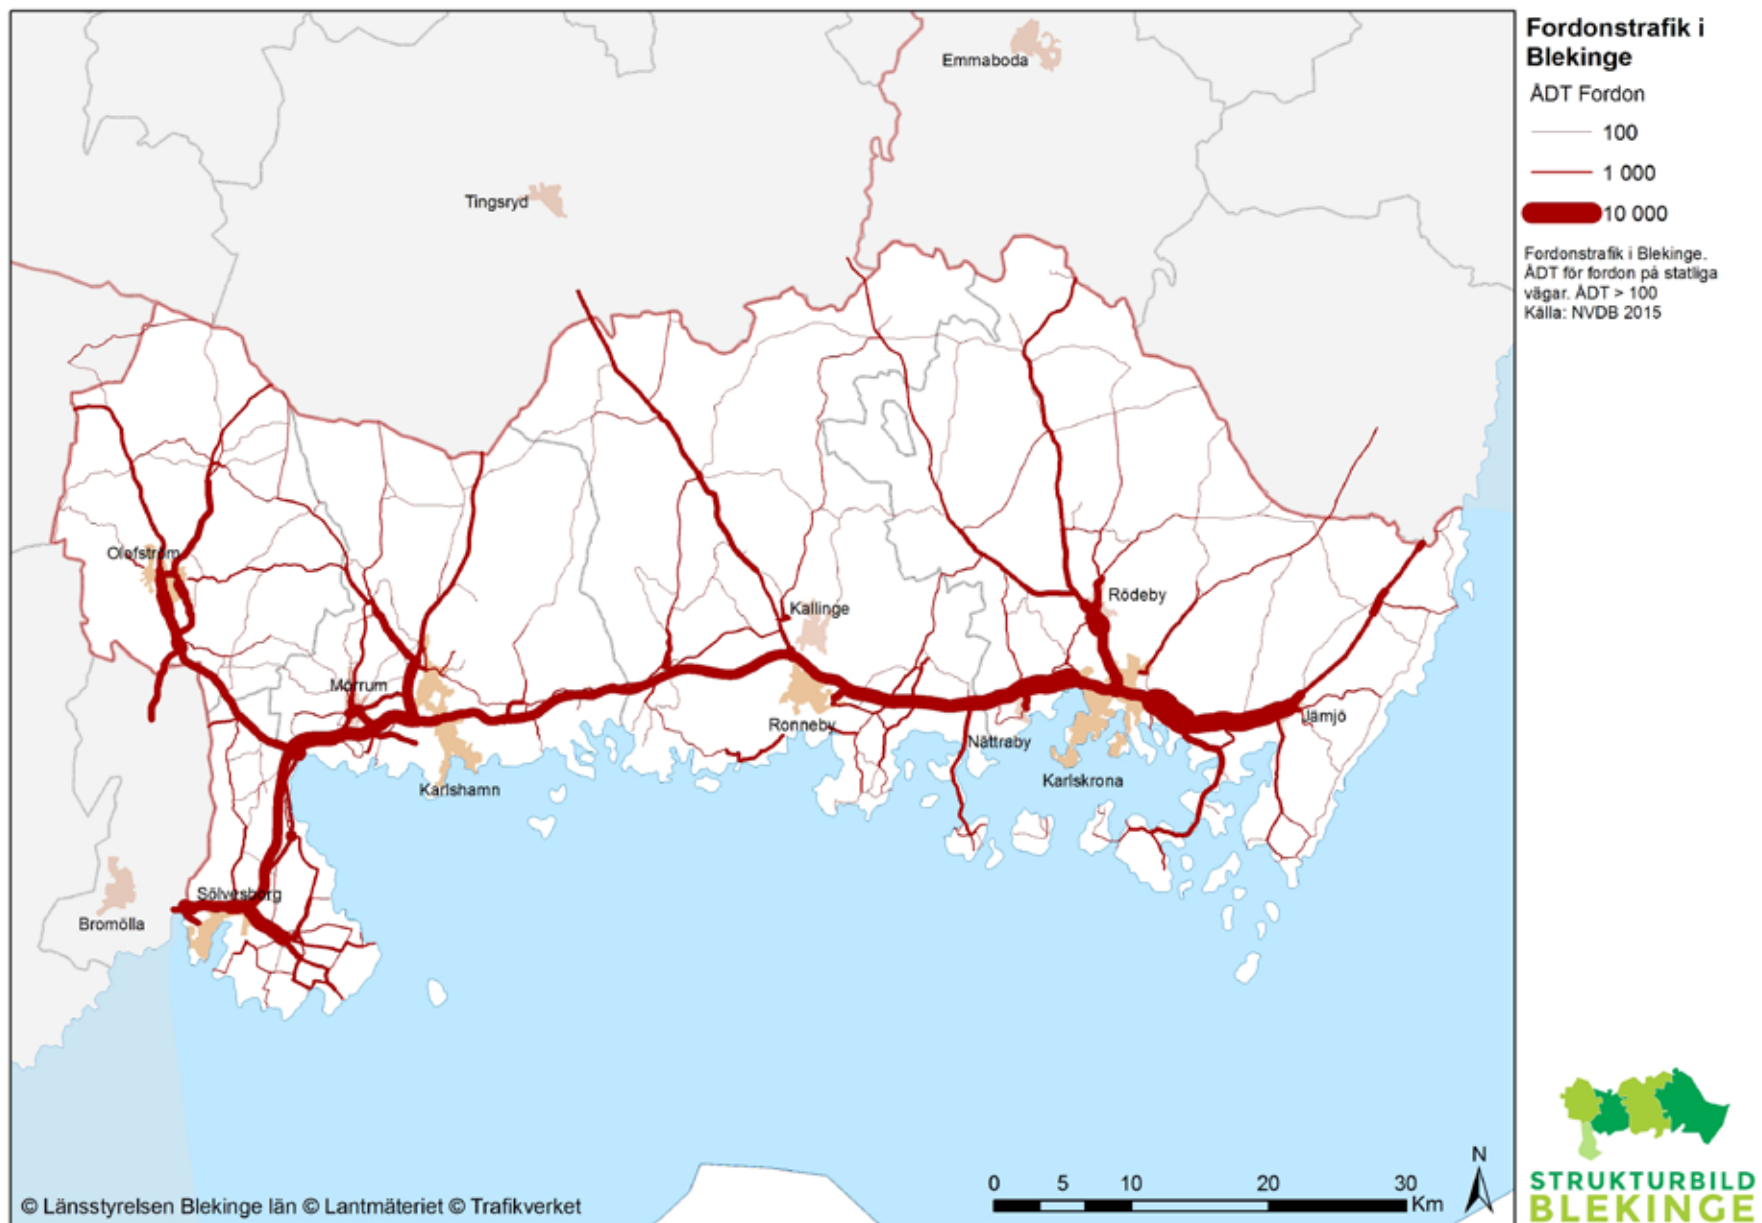 Fordonstrafik i
Blekinge
ÅDT Fordon
100
1 000
10 000
Fordonstrafik i Blekinge.
ÅDT för fordon på statliga
vägar. ÅDT > 100
Källa: NVDB 2015
Emmaboda
Tingsryd
Olofström
Kallinge
Rödeby
Mörrum
Ronneby
Jämjö
Nättraby
Karlskrona
Karlshamn
Sölvesborg
Bromölla
N
0 5 10 20 30
Km
© Länsstyrelsen Blekinge län © Lantmäteriet © Trafikverket
STRUKTURBILD
BLEKINGE